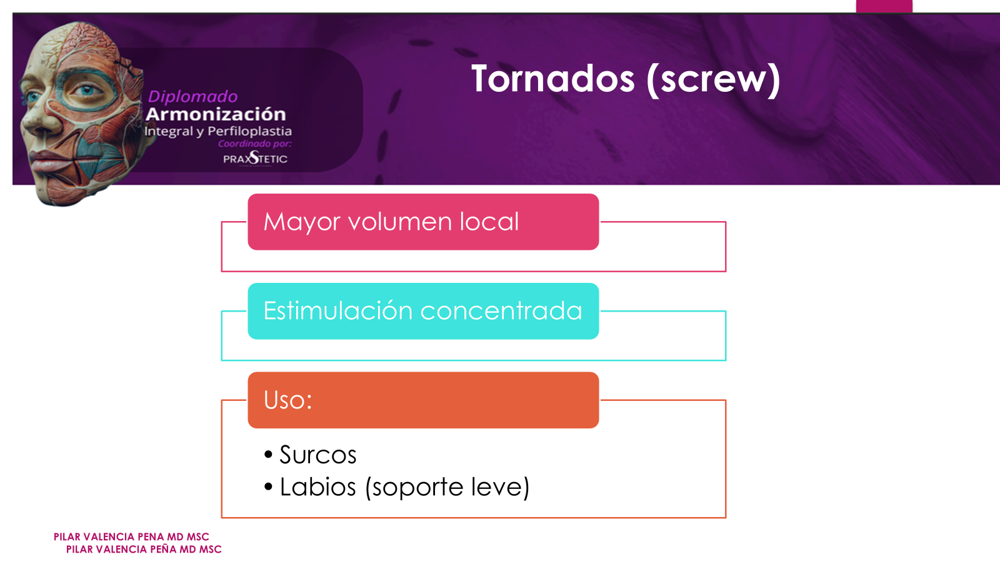 Tornados (screw)
Diplomado
Armonización
Integral y Perfiloplastia
Coordinado por:
PRAXSTETIC
Mayor volumen local
Estimulación concentrada
Uso:
• Surcos
• Labios (soporte leve)
PILAR VALENCIA PENA MD MSC
PILAR VALENCIA PEÑA MD MSC